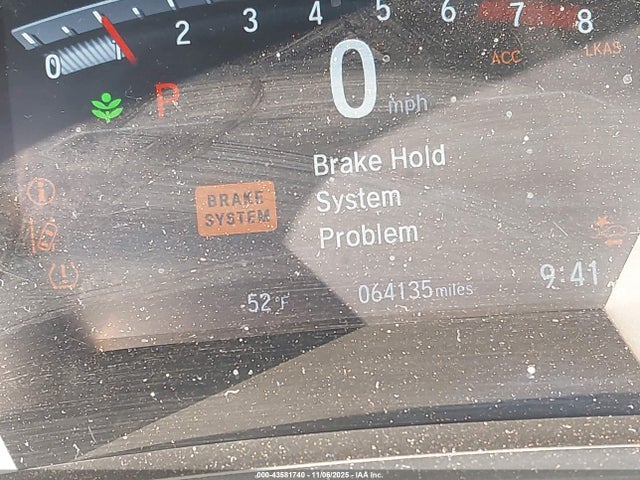 0 1 2 3 4 5 6 7 8
ACC LKAS
P
0 mph
Brake Hold
System
Problem
BRAKE
SYSTEM
52°F
064135 miles
9:41
.000-43581740 - 11/06/2025 - IAA Inc.